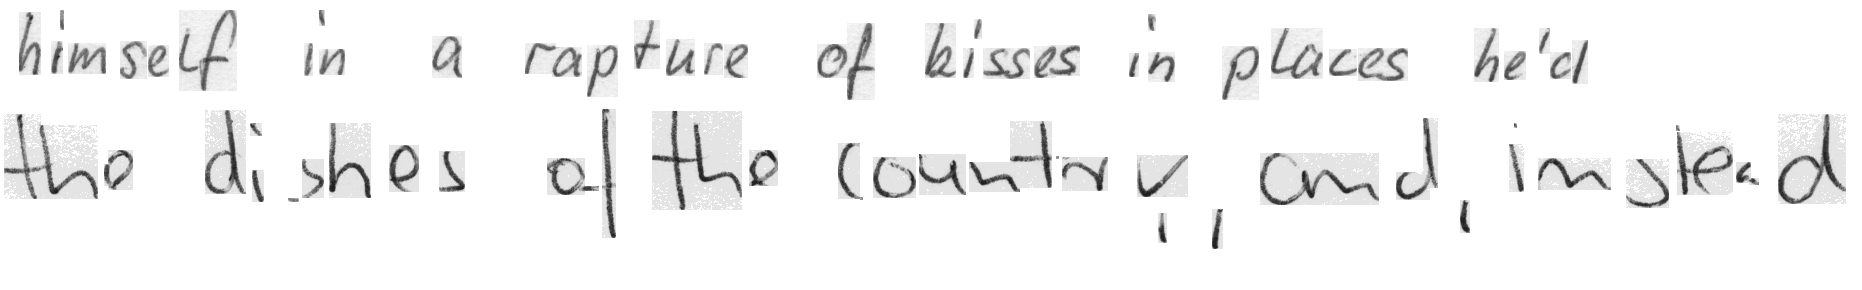 himself in a rapture of kisses in places he'd
the dishes of the country, and, instead